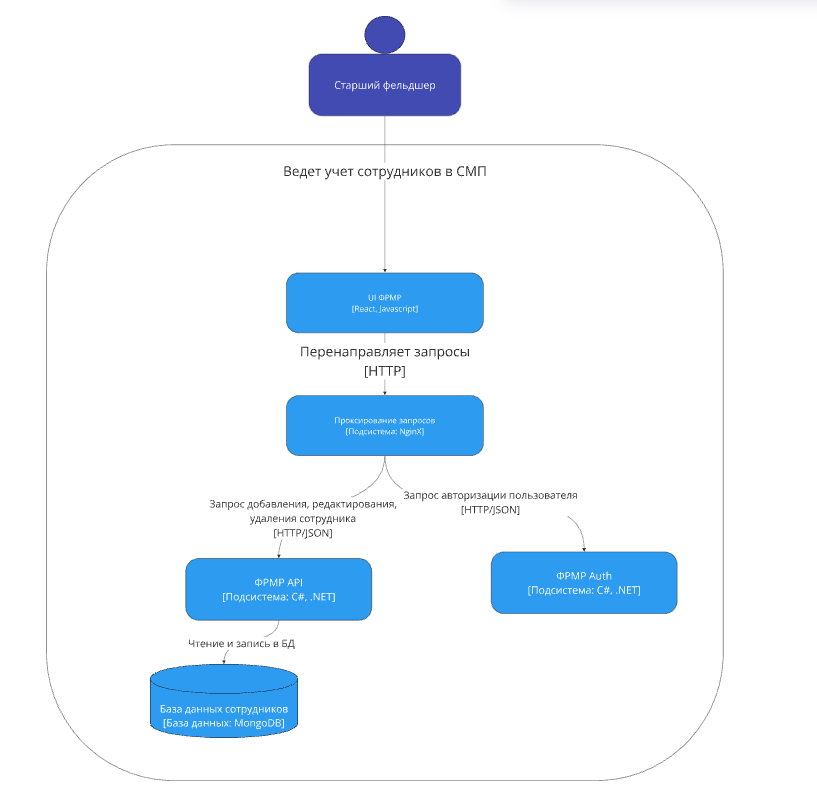 Старший фельдшер
Ведет учет сотрудников в СМП
UI ФРМР
[React, Javascript]
Перенаправляет запросы
[HTTP]
Проксирование запросов
[Подсистема: NginX]
Запрос добавления, редактирования,
удаления сотрудника
[HTTP/JSON]
Запрос авторизации пользователя
[HTTP/JSON]
ФРМР API
[Подсистема: C#, .NET]
ФРМР Auth
[Подсистема: C#, .NET]
Чтение и запись в БД
База данных сотрудников
[База данных: MongoDB]